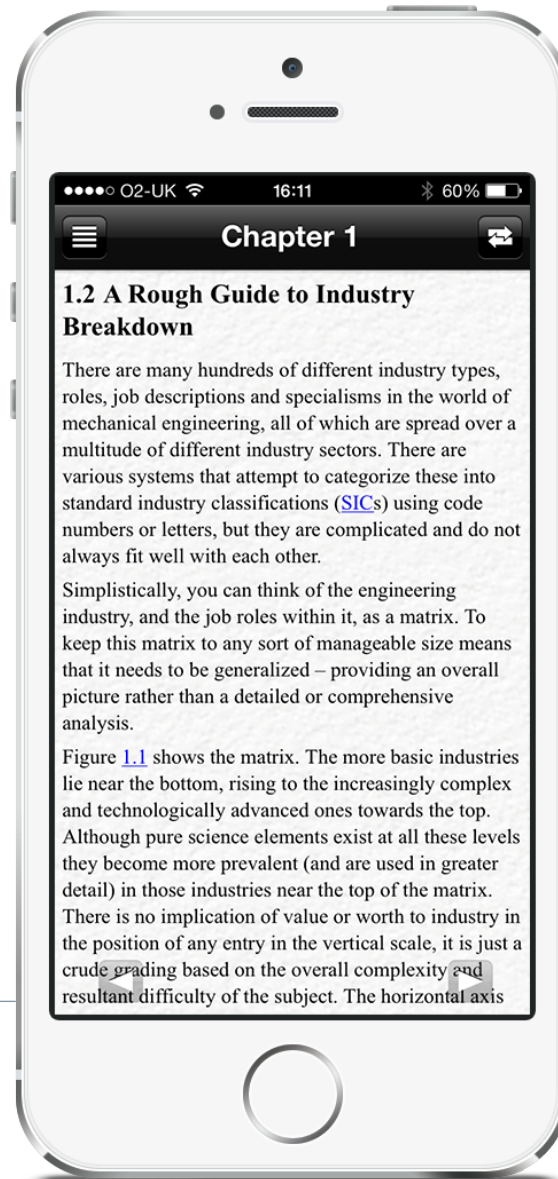 O2-UK 16:11 60%
Chapter 1
1.2 A Rough Guide to Industry
Breakdown
There are many hundreds of different industry types,
roles, job descriptions and specialisms in the world of
mechanical engineering, all of which are spread over a
multitude of different industry sectors. There are
various systems that attempt to categorize these into
standard industry classifications (SICs) using code
numbers or letters, but they are complicated and do not
always fit well with each other.
Simplistically, you can think of the engineering
industry, and the job roles within it, as a matrix. To
keep this matrix to any sort of manageable size means
that it needs to be generalized – providing an overall
picture rather than a detailed or comprehensive
analysis.
Figure 1.1 shows the matrix. The more basic industries
lie near the bottom, rising to the increasingly complex
and technologically advanced ones towards the top.
Although pure science elements exist at all these levels
they become more prevalent (and are used in greater
detail) in those industries near the top of the matrix.
There is no implication of value or worth to industry in
the position of any entry in the vertical scale, it is just a
crude grading based on the overall complexity and
resultant difficulty of the subject. The horizontal axis